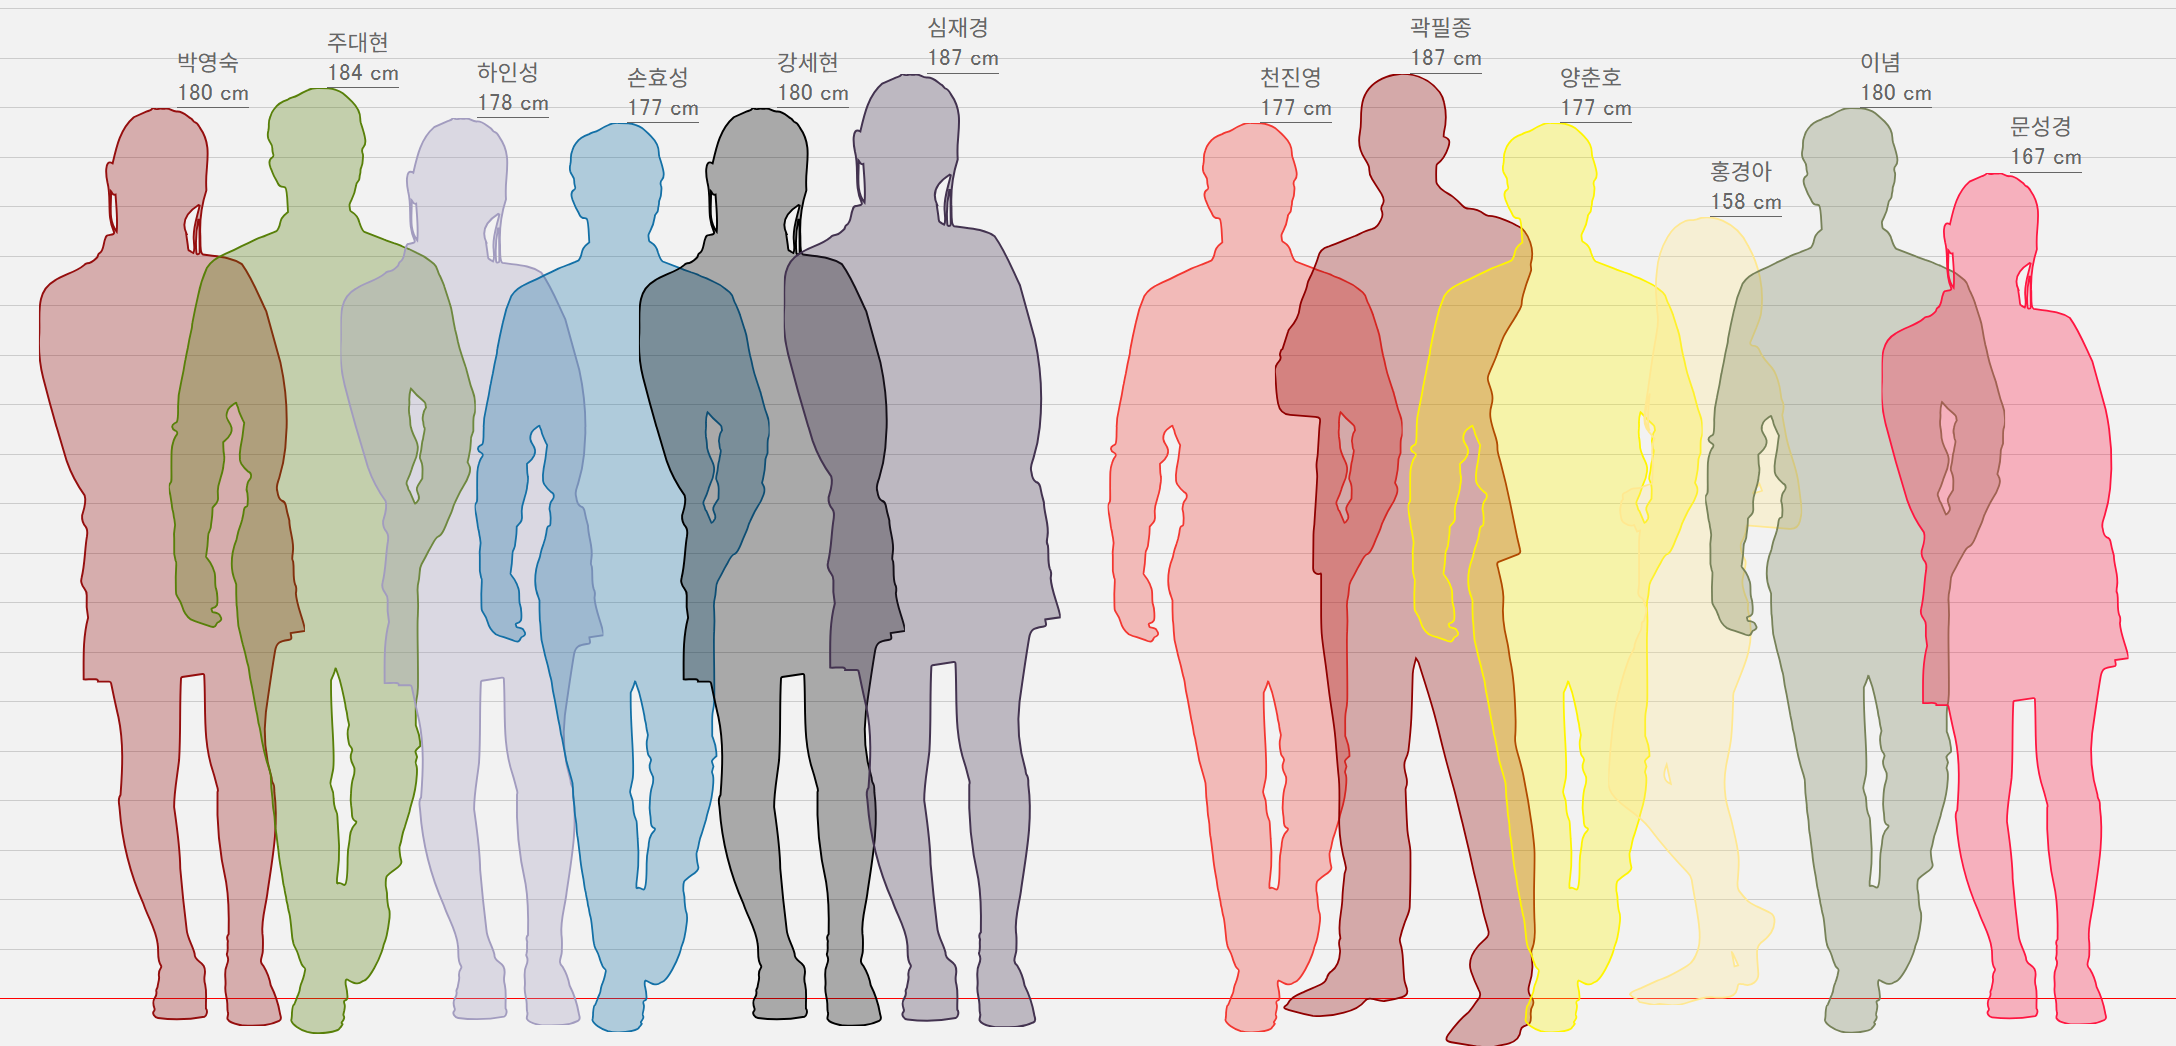 박영숙
180 cm
주대현
184 cm
하인성
178 cm
손효성
177 cm
강세현
180 cm
심재경
187 cm
천진영
177 cm
곽필종
187 cm
양춘호
177 cm
홍경아
158 cm
이념
180 cm
문성경
167 cm